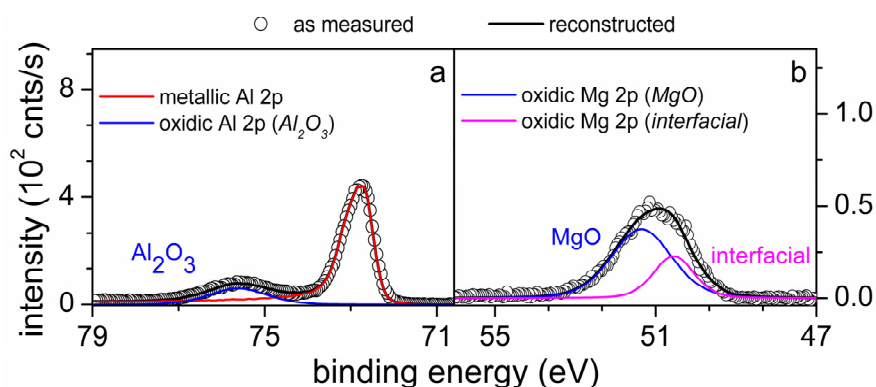 as measured reconstructed
a
metallic Al 2p
oxidic Al 2p (Al₂O₃)
Al₂O₃
b
oxidic Mg 2p (MgO)
oxidic Mg 2p (interfacial)
MgO
interfacial
intensity (10² cnts/s)
8
4
0
1.0
0.5
0.0
79 75 71 55 51 47
binding energy (eV)